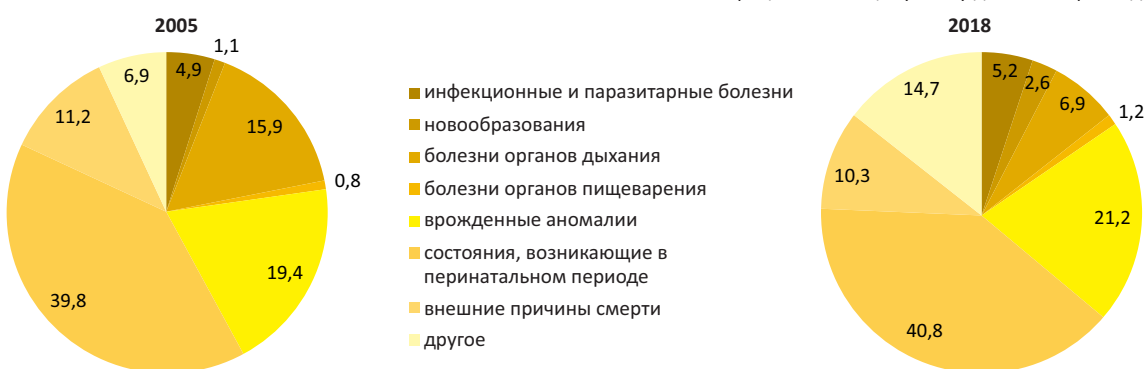 2005
2018
4,9
1,1
15,9
0,8
19,4
39,8
11,2
6,9
инфекционные и паразитарные болезни
новообразования
болезни органов дыхания
болезни органов пищеварения
врожденные аномалии
состояния, возникающие в
перинатальном периоде
внешние причины смерти
другое
5,2
2,6
6,9
1,2
21,2
40,8
10,3
14,7